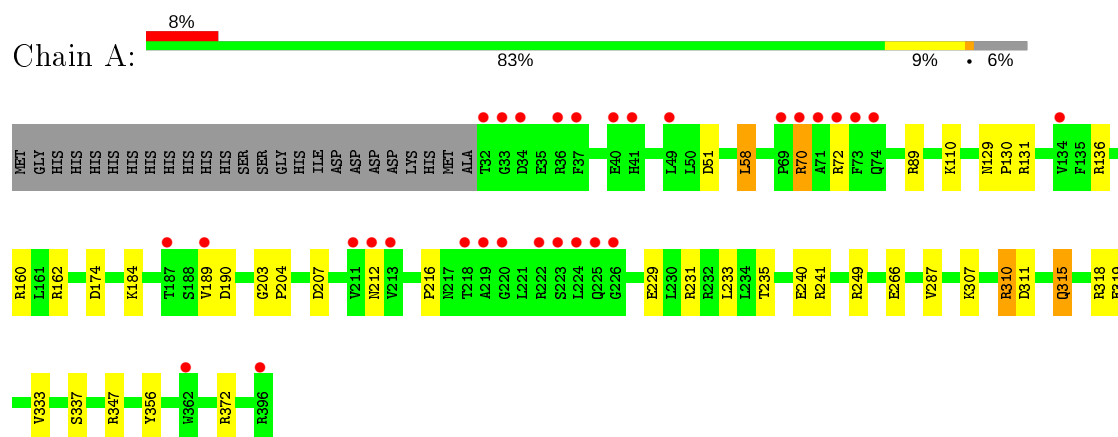 8%
Chain A:
83% 9% • 6%
MET GLY HIS HIS HIS HIS HIS HIS HIS HIS HIS HIS SER SER GLY HIS ILE ASP ASP ASP ASP LYS HIS MET ALA T32 G33 D34 E35 R36 F37 E40 H41 L49 L50 D51 L58 P69 R70 A71 R72 F73 Q74 R89 K110 N129 P130 R131 V134 F135 R136
R160 L161 R162 D174 K184 T187 S188 V189 D190 G203 P204 D207 V211 N212 V213 P216 N217 T218 A219 G220 L221 R222 S223 L224 Q225 G226 E229 L230 R231 R232 L233 L234 T235 E240 R241 R249 E266 V287 K307 R310 D311 Q315 R318
V333 S337 R347 Y356 W362 R372 R396